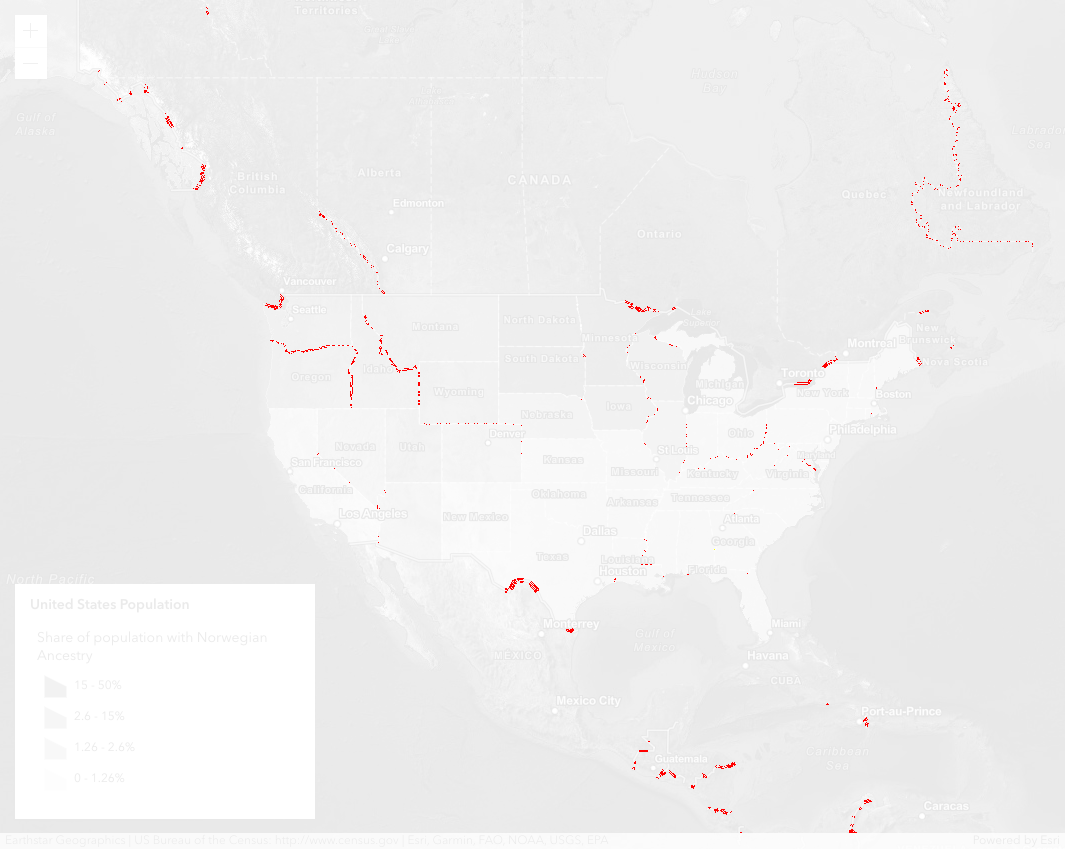 Territories
Hudson
Bay
Gulf of
Alaska
Labrador
Sea
British
Columbia
Alberta
CANADA
Quebec
Newfoundland
and Labrador
Edmonton
Ontario
Calgary
Vancouver
Seattle
Montana
North Dakota
Minnesota
New
Brunswick
Montreal
Nova Scotia
South Dakota
Wisconsin
Oregon
Idaho
Toronto
Michigan
New York
Wyoming
Boston
Iowa
Chicago
Nebraska
Philadelphia
Denver
Ohio
Nevada
Utah
St Louis
Maryland
San Francisco
Kansas
Missouri
Kentucky
Virginia
California
Oklahoma
Arkansas
Tennessee
Los Angeles
New Mexico
Atlanta
Dallas
Georgia
Texas
Louisiana
Houston
Florida
North Pacific
United States Population
Share of population with Norwegian
Ancestry
15 - 50%
2.6 - 15%
1.26 - 2.6%
0 - 1.26%
Monterrey
Miami
Gulf of
Mexico
MÉXICO
Havana
CUBA
Mexico City
Port-au-Prince
Guatemala
Caribbean
Sea
Caracas
Earthstar Geographics | US Bureau of the Census: http://www.census.gov | Esri, Garmin, FAO, NOAA, USGS, EPA
Powered by Esri